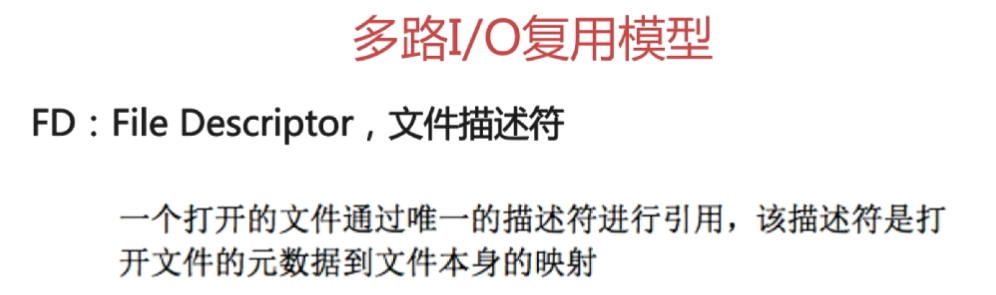 多路I/O复用模型
FD：File Descriptor，文件描述符
一个打开的文件通过唯一的描述符进行引用，该描述符是打
开文件的元数据到文件本身的映射